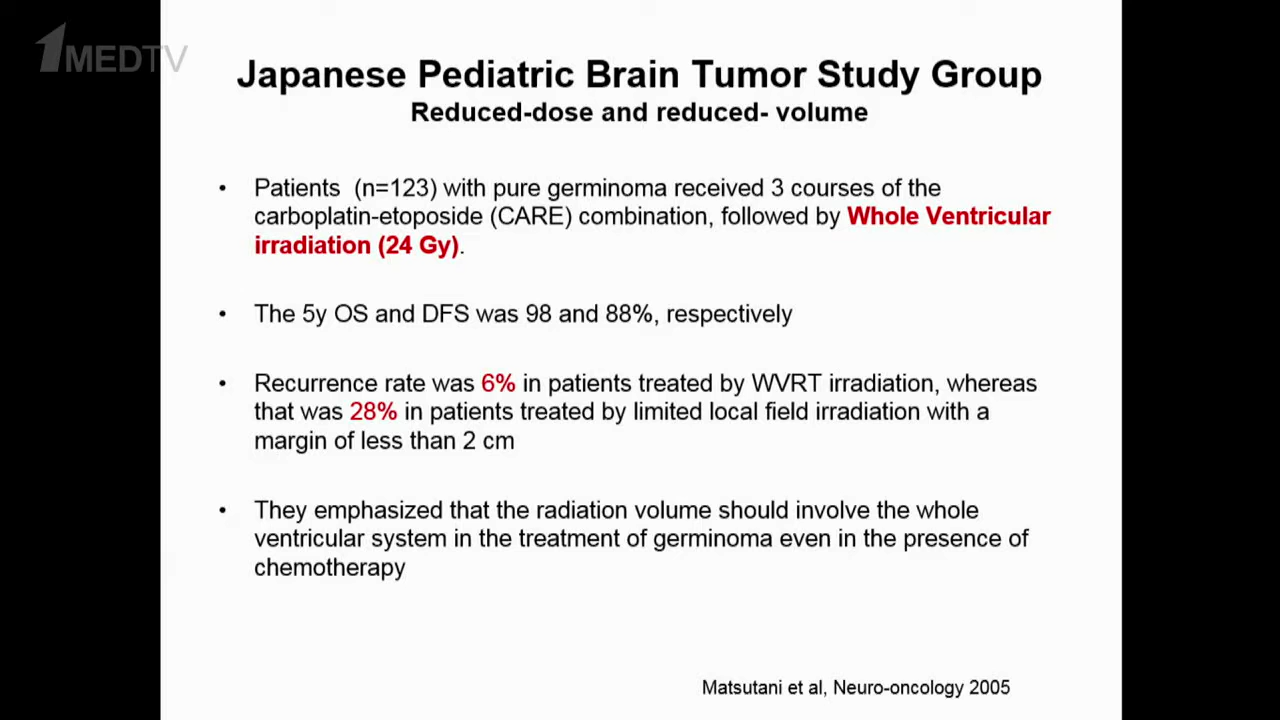 1MEDTV
Japanese Pediatric Brain Tumor Study Group
Reduced-dose and reduced- volume
• Patients (n=123) with pure germinoma received 3 courses of the
carboplatin-etoposide (CARE) combination, followed by Whole Ventricular
irradiation (24 Gy).
• The 5y OS and DFS was 98 and 88%, respectively
• Recurrence rate was 6% in patients treated by WVRT irradiation, whereas
that was 28% in patients treated by limited local field irradiation with a
margin of less than 2 cm
• They emphasized that the radiation volume should involve the whole
ventricular system in the treatment of germinoma even in the presence of
chemotherapy
Matsutani et al, Neuro-oncology 2005